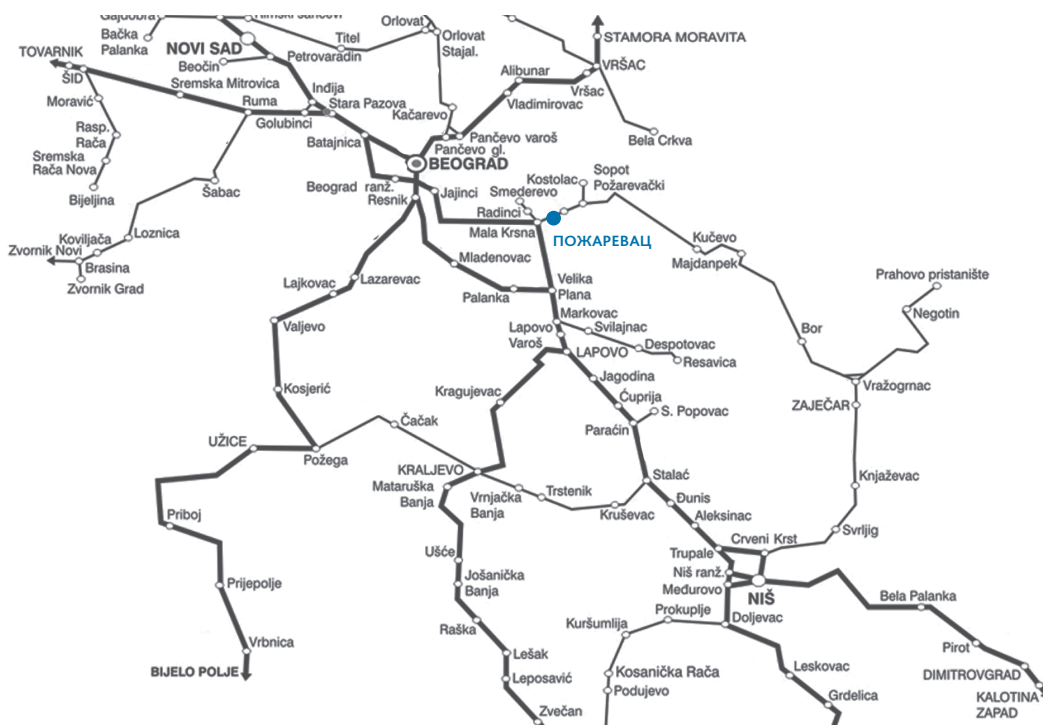 Gajdobra
Rimski šančevi
Bačka
Palanka
NOVI SAD
Titel
Orlovat
Orlovat
Stajal.
STAMORA MORAVITA
TOVARNIK
ŠID
Beočin
Petrovaradin
Alibunar
VRŠAC
Vršac
Sremska Mitrovica
Inđija
Moravić
Ruma
Stara Pazova
Kačarevo
Vladimirovac
Golubinci
Rasp.
Rača
Batajnica
Pančevo varoš
Pančevo gl.
Bela Crkva
Sremska
Rača Nova
BEOGRAD
Bijeljina
Šabac
Beograd ranž.
Resnik
Jajinci
Kostolac
Sopot
Požarevački
Smederevo
Radinci
Mala Krsna
ПОЖАРЕВАЦ
Loznica
Koviljača
Zvornik Novi
Brasina
Zvornik Grad
Mladenovac
Kučevo
Majdanpek
Prahovo pristanište
Lajkovac
Lazarevac
Palanka
Velika
Plana
Negotin
Valjevo
Markovac
Lapovo
Varoš
Svilajnac
Despotovac
Resavica
LAPOVO
Bor
Vražogrnac
Kosjerić
Kragujevac
Jagodina
Ćuprija
S. Popovac
ZAJEČAR
Čačak
Paraćin
UŽICE
Požega
KRALJEVO
Mataruška
Banja
Vrnjačka
Banja
Trstenik
Kruševac
Stalać
Knjaževac
Priboj
Đunis
Aleksinac
Svrljig
Ušće
Trupale
Crveni Krst
Jošanička
Banja
Niš ranž.
Međurovo
NIŠ
Prijepolje
Bela Palanka
Raška
Kuršumlija
Prokuplje
Doljevac
Vrbnica
Lešak
Pirot
BIJELO POLJE
Leposavić
Kosanička Rača
Podujevo
Leskovac
DIMITROVGRAD
Zvečan
Grdelica
KALOTINA
ZAPAD